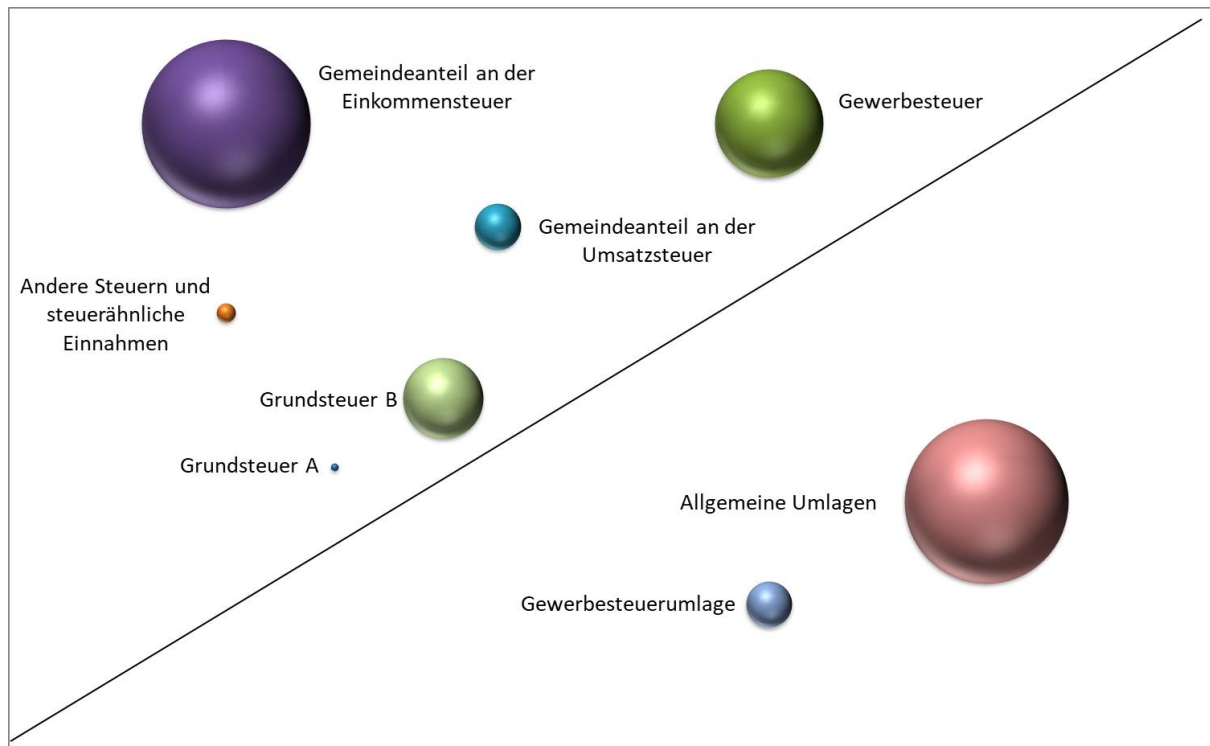 Gemeindeanteil an der
Einkommensteuer
Gewerbesteuer
Gemeindeanteil an der
Umsatzsteuer
Andere Steuern und
steuerähnliche
Einnahmen
Grundsteuer B
Grundsteuer A
Allgemeine Umlagen
Gewerbesteuerumlage